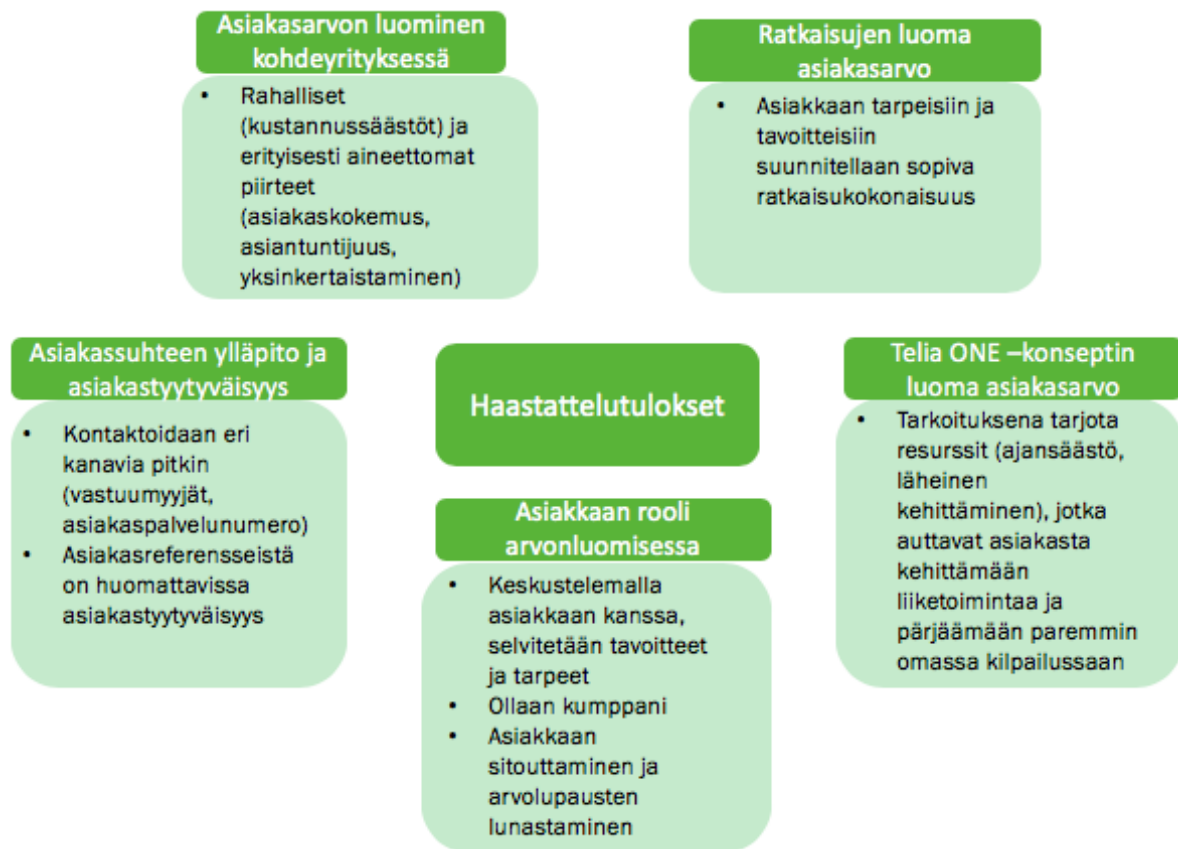 Asiakasarvon luominen
kohdeyrityksessä
• Rahalliset
(kustannussäästöt) ja
erityisesti aineettomat
piirteet
(asiakaskokemus,
asiantuntijuus,
yksinkertaistaminen)
Ratkaisujen luoma
asiakasarvo
• Asiakkaan tarpeisiin ja
tavoitteisiin
suunnitellaan sopiva
ratkaisukokonaisuus
Asiakassuhteen ylläpito ja
asiakastyytyväisyys
• Kontaktoidaan eri
kanavia pitkin
(vastuumyyjät,
asiakaspalvelunumero)
• Asiakasreferensseistä
on huomattavissa
asiakastyytyväisyys
Haastattelutulokset
Asiakkaan rooli
arvonluomisessa
• Keskustelemalla
asiakkaan kanssa,
selvitetään tavoitteet
ja tarpeet
• Ollaan kumppani
• Asiakkaan
sitouttaminen ja
arvolupausten
lunastaminen
Telia ONE –konseptin
luoma asiakasarvo
• Tarkoituksena tarjota
resurssit (ajansäästö,
läheinen
kehittäminen), jotka
auttavat asiakasta
kehittämään
liiketoimintaa ja
pärjäämään paremmin
omassa kilpailussaan